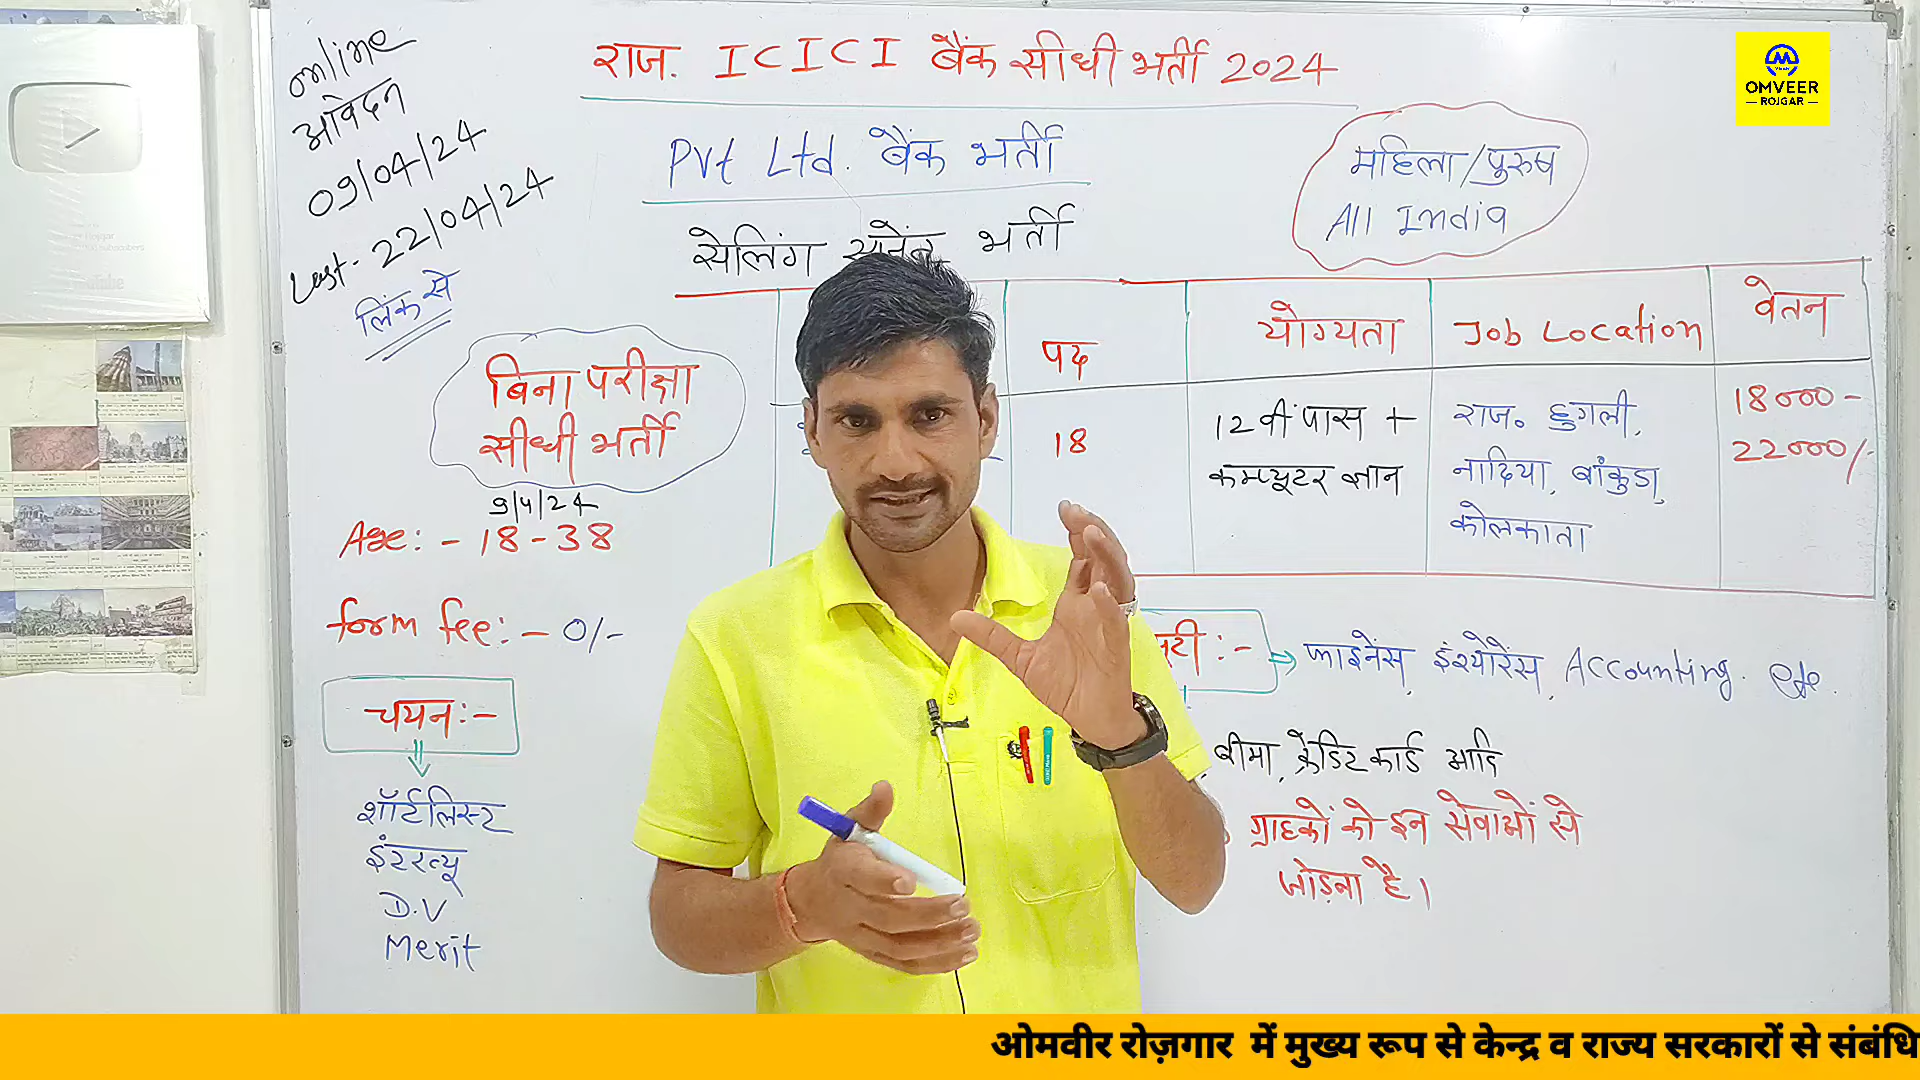 राज. ICICI बैंक सीधी भर्ती 2024
Pvt Ltd. बैंक भर्ती
सेलिंग भर्ती
online
आवेदन
09/04/24
Last - 22/04/24
लिंक से
महिला/पुरुष
All India
OMVEER
ROJGAR
बिना परीक्षा
सीधी भर्ती
9/4/24
Age: - 18 - 38
form fee: - 0/-
चयन: -
शॉर्टलिस्ट
इंटरव्यू
D.V
Merit
पद योग्यता Job Location वेतन
18
12 वीं पास +
कम्प्यूटर ज्ञान
राज. हुगली,
नादिया, बांकुडा,
कोलकाता
18000 -
22000/-
फाइनेंस, इंश्योरेंस, Accounting. etc.
बीमा, क्रेडिट कार्ड आदि
ग्राहकों को इन सेवाओं से
जोड़ना है।
ओमवीर रोज़गार में मुख्य रूप से केन्द्र व राज्य सरकारों से संबंधि